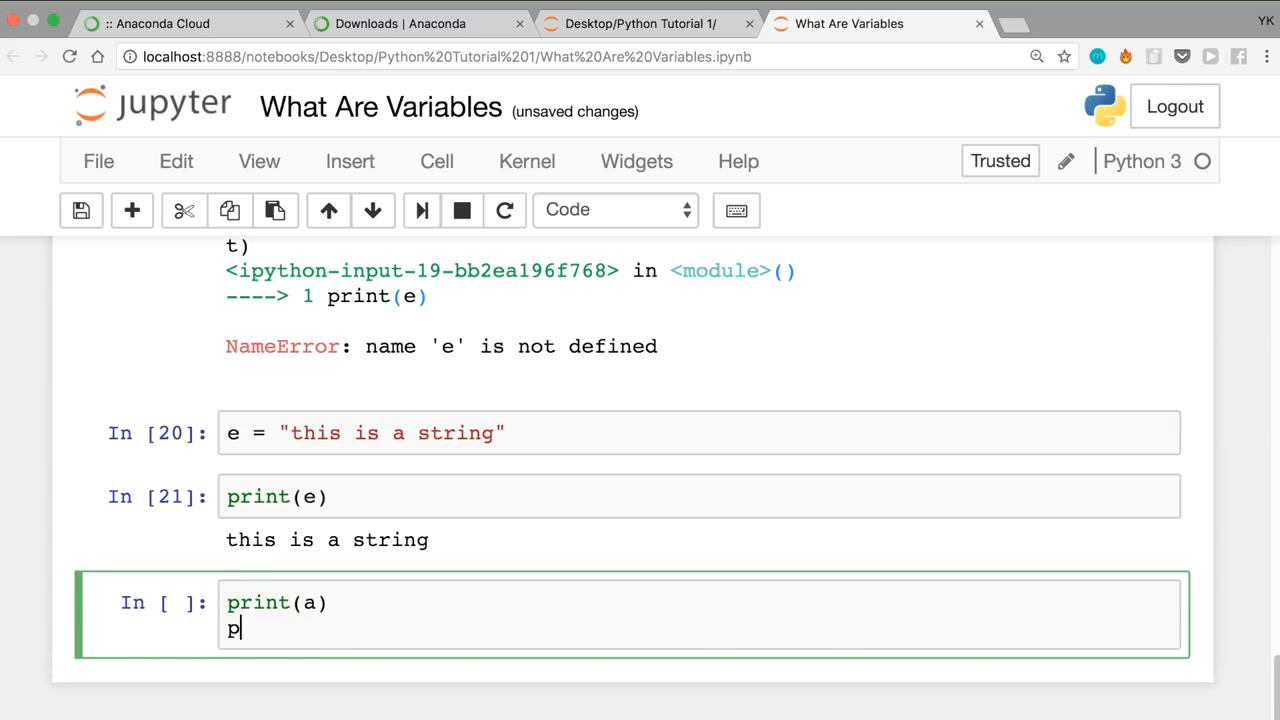 :: Anaconda Cloud
Downloads | Anaconda
Desktop/Python Tutorial 1/
What Are Variables
YK
localhost:8888/notebooks/Desktop/Python%20Tutorial%201/What%20Are%20Variables.ipynb
jupyter
What Are Variables (unsaved changes)
Logout
File Edit View Insert Cell Kernel Widgets Help
Trusted
Python 3
Code
t)
<ipython-input-19-bb2ea196f768> in <module>()
----> 1 print(e)
NameError: name 'e' is not defined
In [20]: e = "this is a string"
In [21]: print(e)
this is a string
In [ ]: print(a)
p